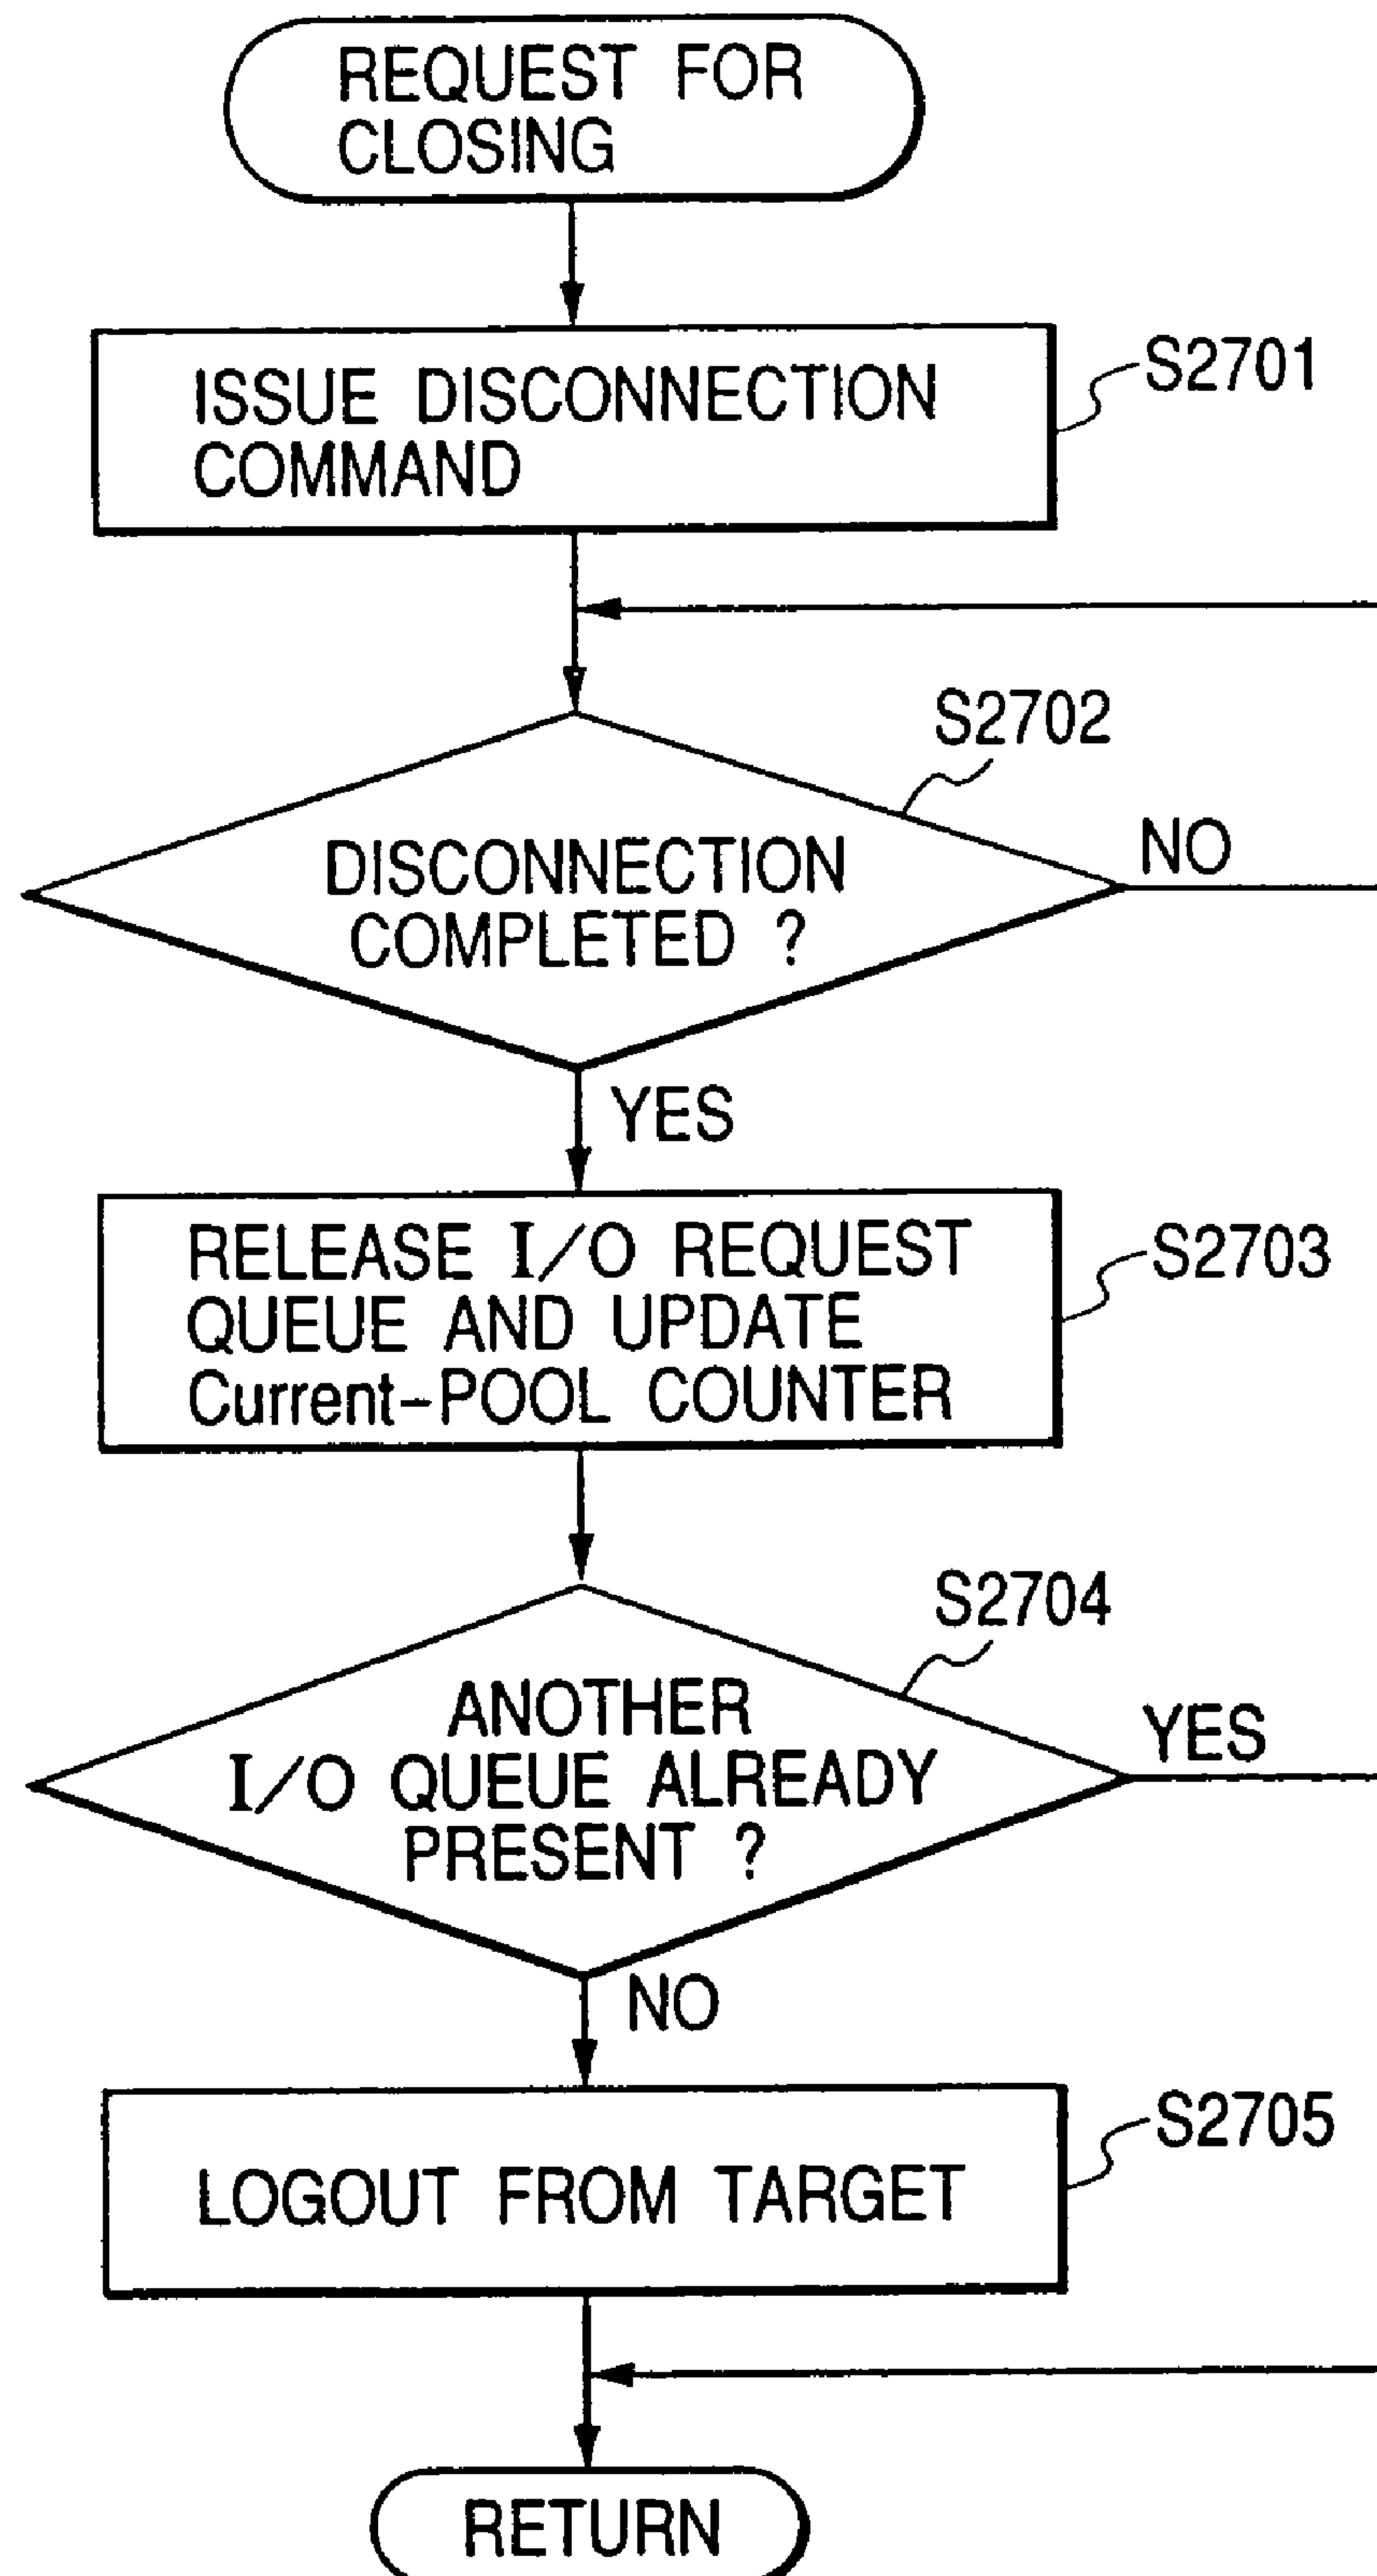 REQUEST FOR
CLOSING
ISSUE DISCONNECTION
COMMAND
S2701
S2702
DISCONNECTION
COMPLETED ?
NO
YES
RELEASE I/O REQUEST
QUEUE AND UPDATE
Current-POOL COUNTER
S2703
S2704
ANOTHER
I/O QUEUE ALREADY
PRESENT ?
YES
NO
LOGOUT FROM TARGET
S2705
RETURN